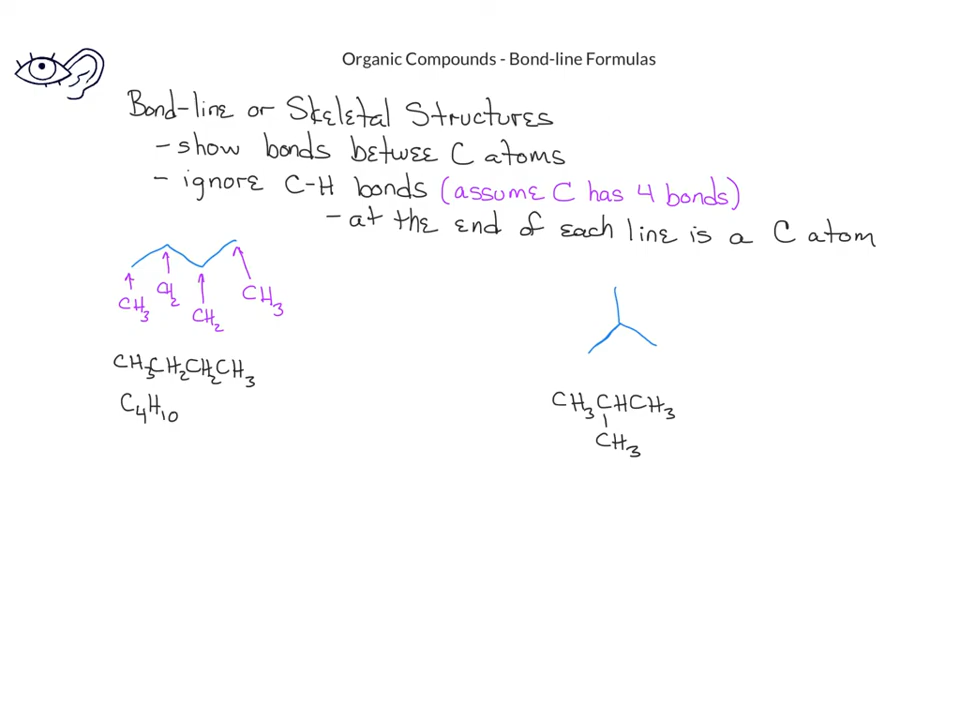 Organic Compounds - Bond-line Formulas
Bond-line or Skeletal Structures
- show bonds betwee C atoms
- ignore C-H bonds (assume C has 4 bonds)
- at the end of each line is a C atom
CH3 CH2 CH2 CH3
CH3CH2CH2CH3
C4H10
CH3CHCH3
CH3